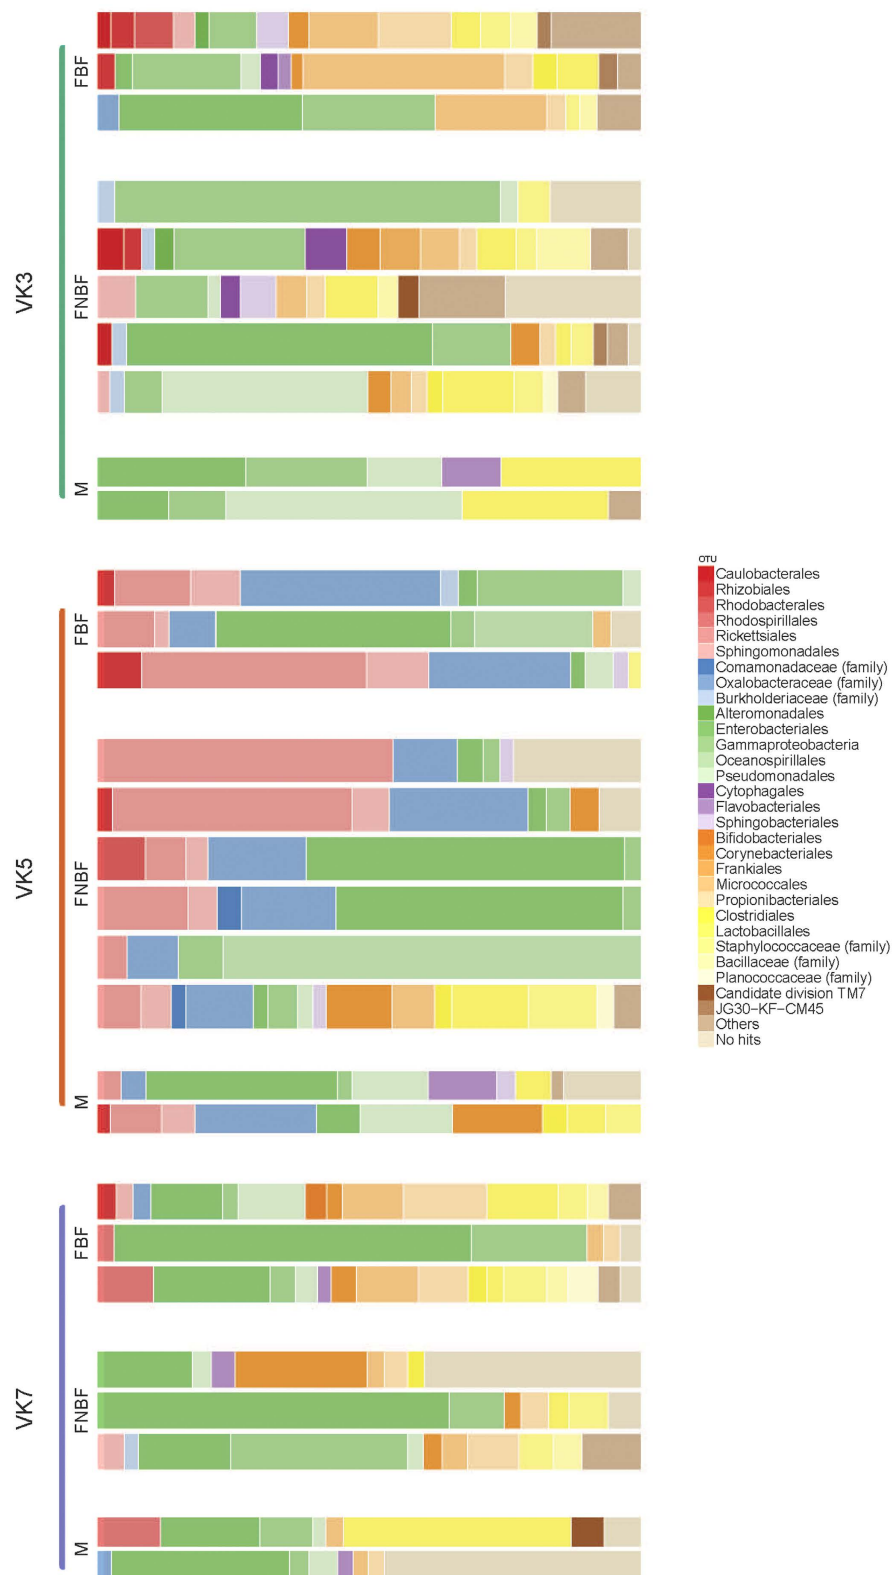 VK3
FBF
FNBF
M
VK5
FBF
FNBF
M
VK7
FBF
FNBF
M
OTU
Caulobacterales
Rhizobiales
Rhodobacterales
Rhodospirillales
Rickettsiales
Sphingomonadales
Comamonadaceae (family)
Oxalobacteraceae (family)
Burkholderiaceae (family)
Alteromonadales
Enterobacteriales
Gammaproteobacteria
Oceanospirillales
Pseudomonadales
Cytophagales
Flavobacteriales
Sphingobacteriales
Bifidobacteriales
Corynebacteriales
Frankiales
Micrococcales
Propionibacteriales
Clostridiales
Lactobacillales
Staphylococcaceae (family)
Bacillaceae (family)
Planococcaceae (family)
Candidate division TM7
JG30−KF−CM45
Others
No hits